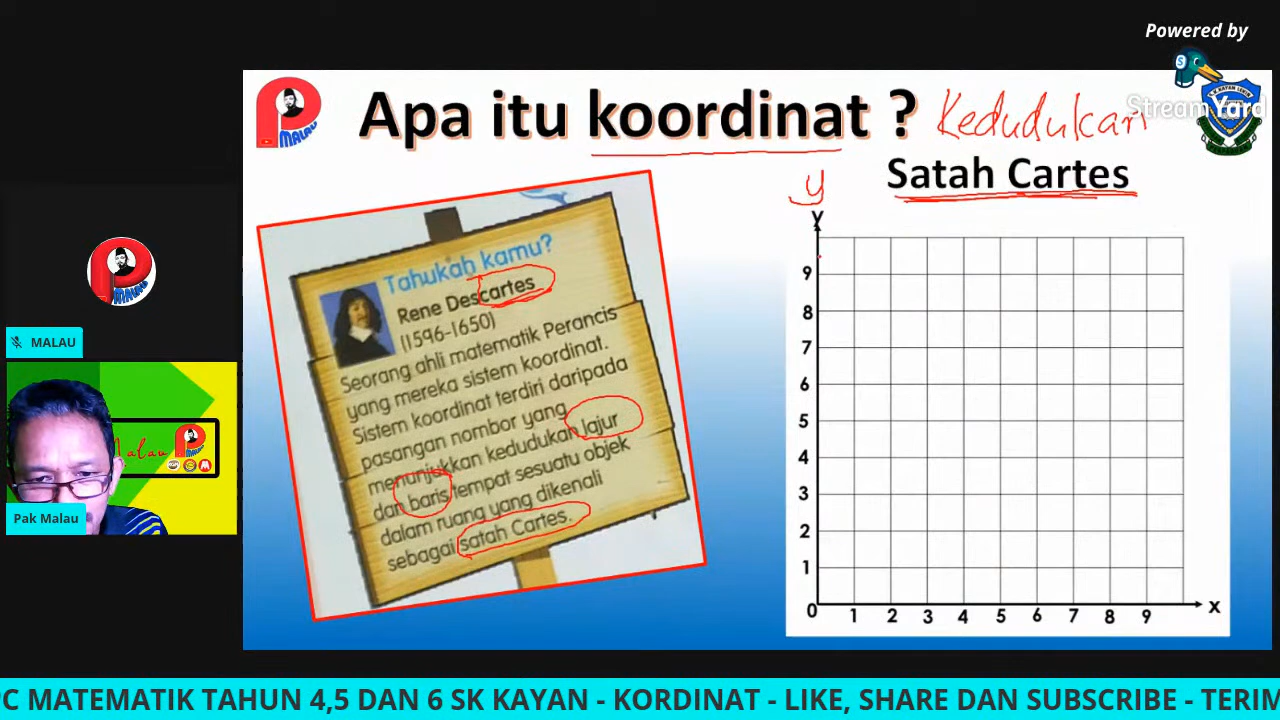 Powered by
StreamYard
P
MALAU
Apa itu koordinat ? Kedudukan
Satah Cartes
y
Tahukah kamu?
Rene Descartes
(1596-1650)
Seorang ahli matematik Perancis
yang mereka sistem koordinat.
Sistem koordinat terdiri daripada
pasangan nombor yang
menunjukkan kedudukan lajur
dan baris tempat sesuatu objek
dalam ruang yang dikenali
sebagai satah Cartes.
Y
9
8
7
6
5
4
3
2
1
0 1 2 3 4 5 6 7 8 9 x
P
MALAU
MALAU
Malau
Pak Malau
PC MATEMATIK TAHUN 4,5 DAN 6 SK KAYAN - KORDINAT - LIKE, SHARE DAN SUBSCRIBE - TERIM